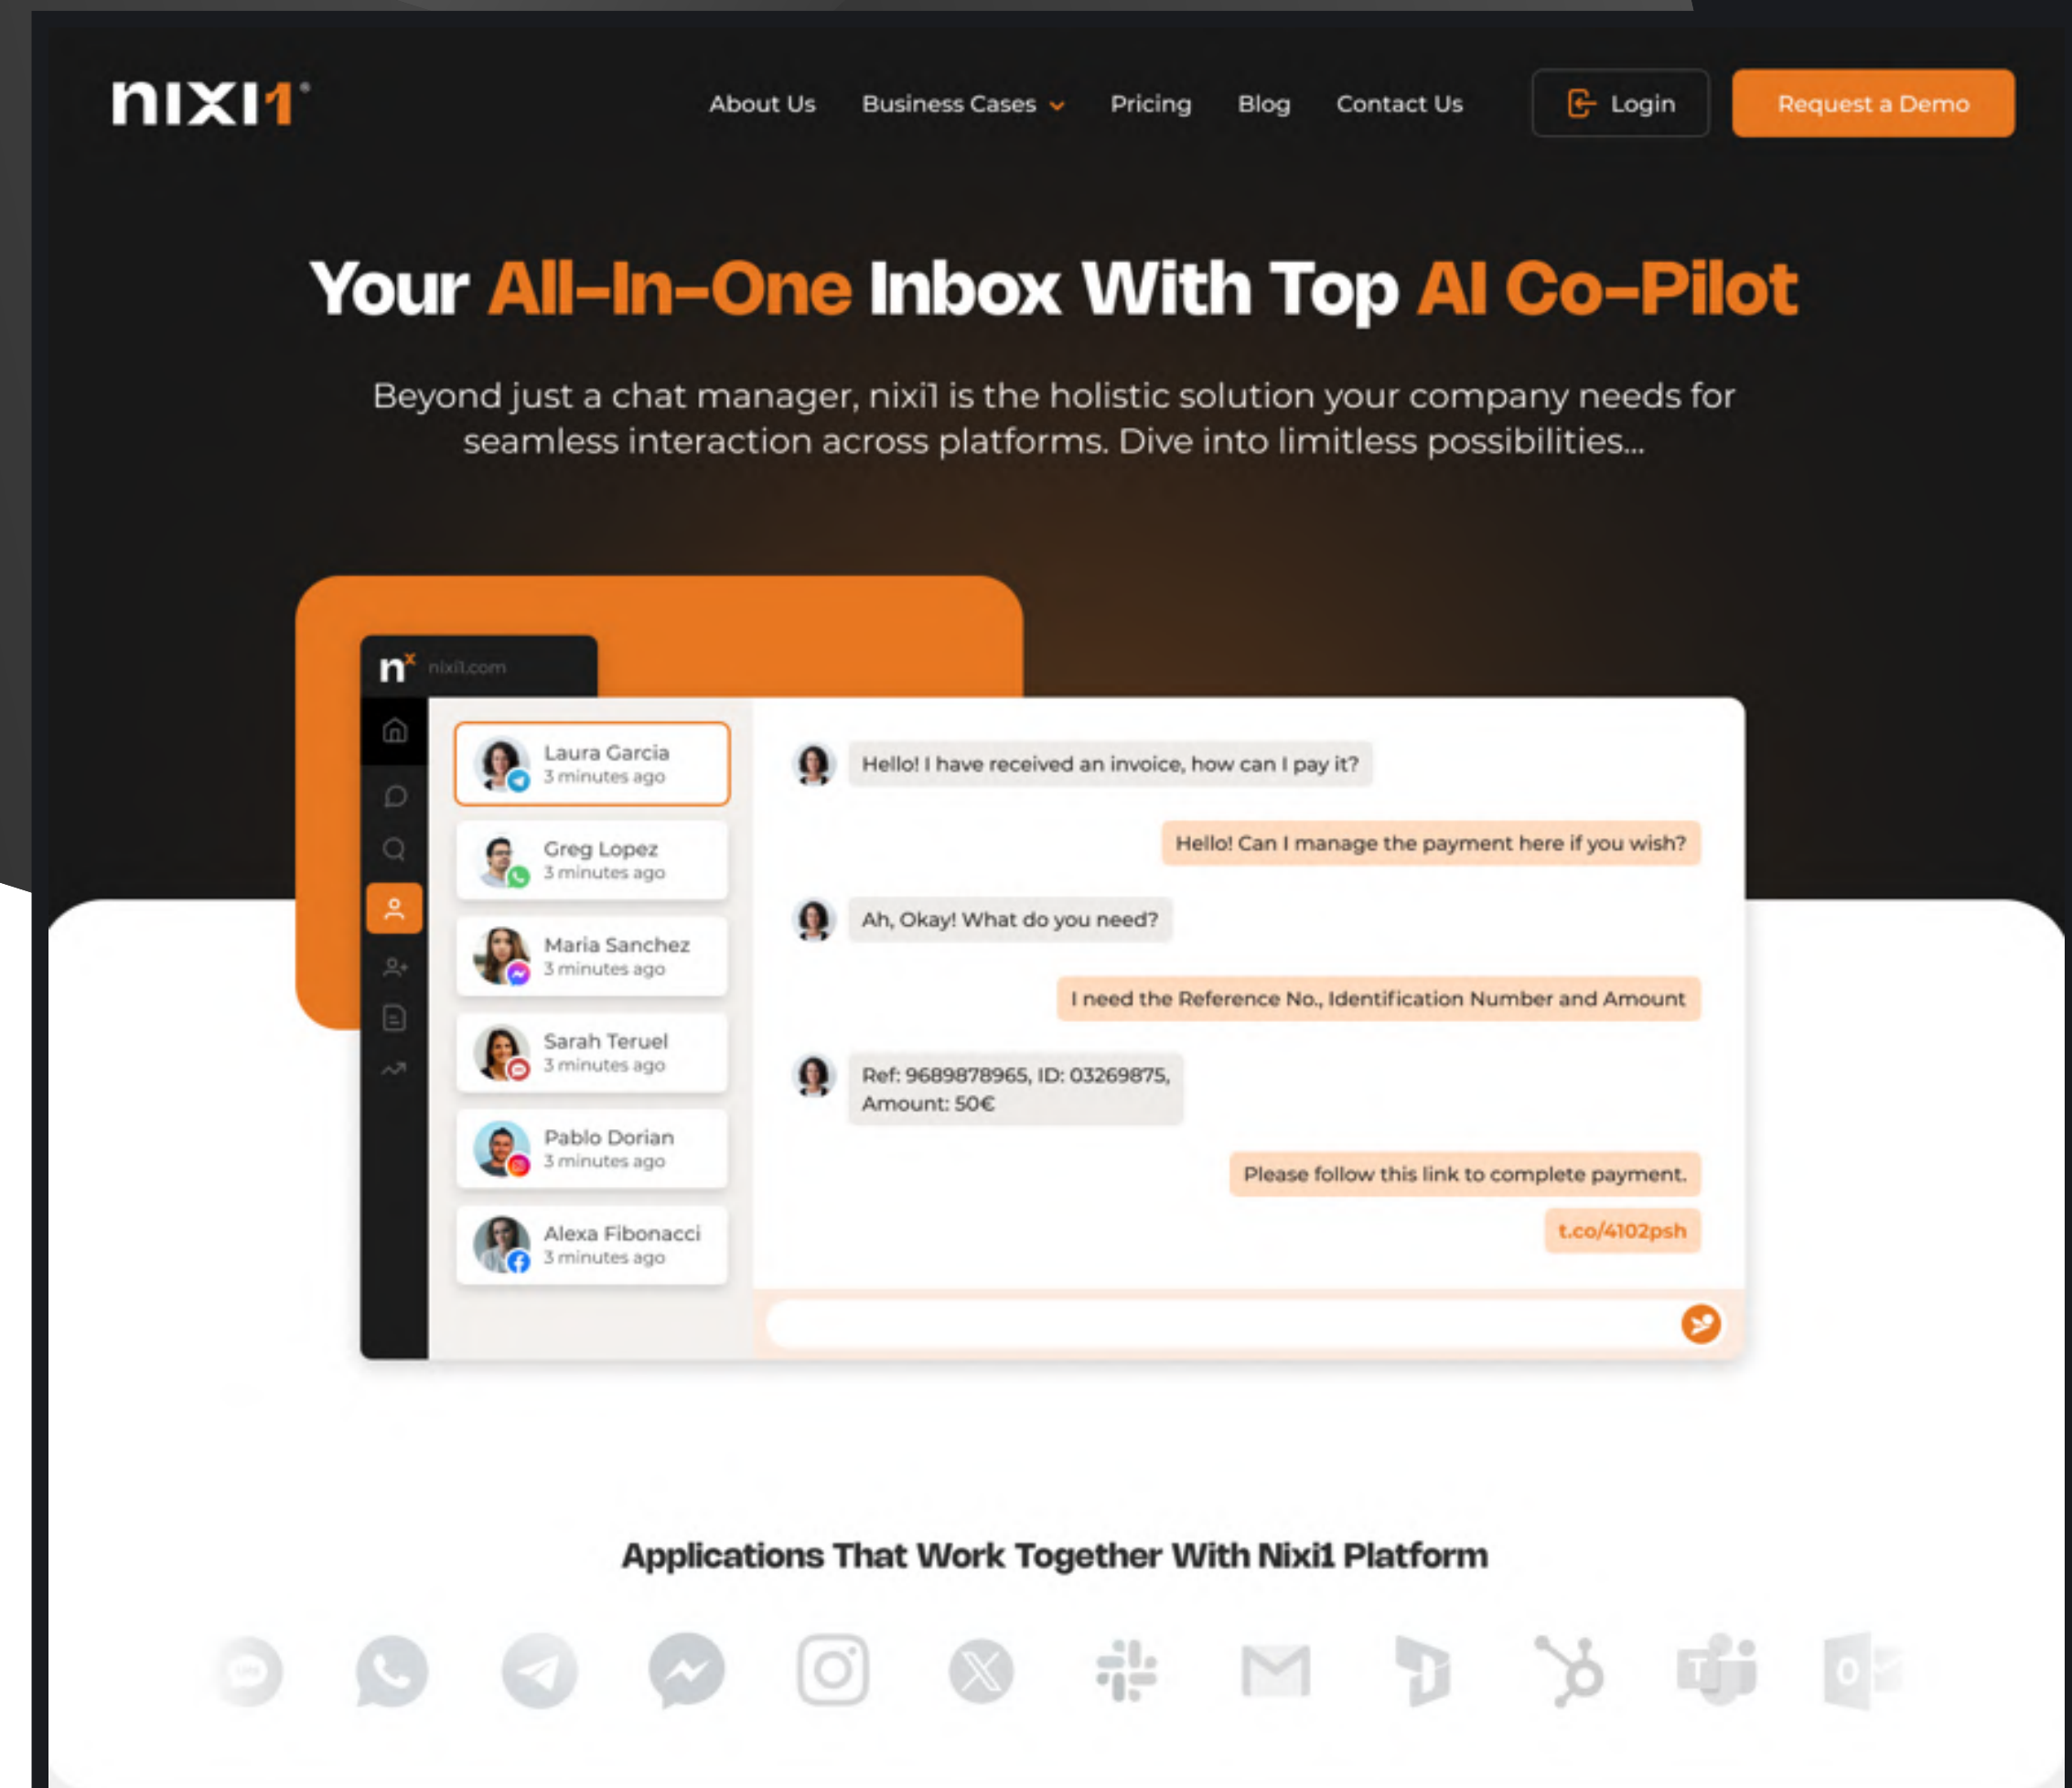 nixi1
About Us
Business Cases
Pricing
Blog
Contact Us
Login
Request a Demo
Your All-In-One Inbox With Top AI Co-Pilot
Beyond just a chat manager, nixi1 is the holistic solution your company needs for
seamless interaction across platforms. Dive into limitless possibilities...
nx nixi1.com
Laura Garcia
3 minutes ago
Greg Lopez
3 minutes ago
Maria Sanchez
3 minutes ago
Sarah Teruel
3 minutes ago
Pablo Dorian
3 minutes ago
Alexa Fibonacci
3 minutes ago
Hello! I have received an invoice, how can I pay it?
Hello! Can I manage the payment here if you wish?
Ah, Okay! What do you need?
I need the Reference No., Identification Number and Amount
Ref: 9689878965, ID: 03269875,
Amount: 50€
Please follow this link to complete payment.
t.co/4102psh
Applications That Work Together With Nixi1 Platform